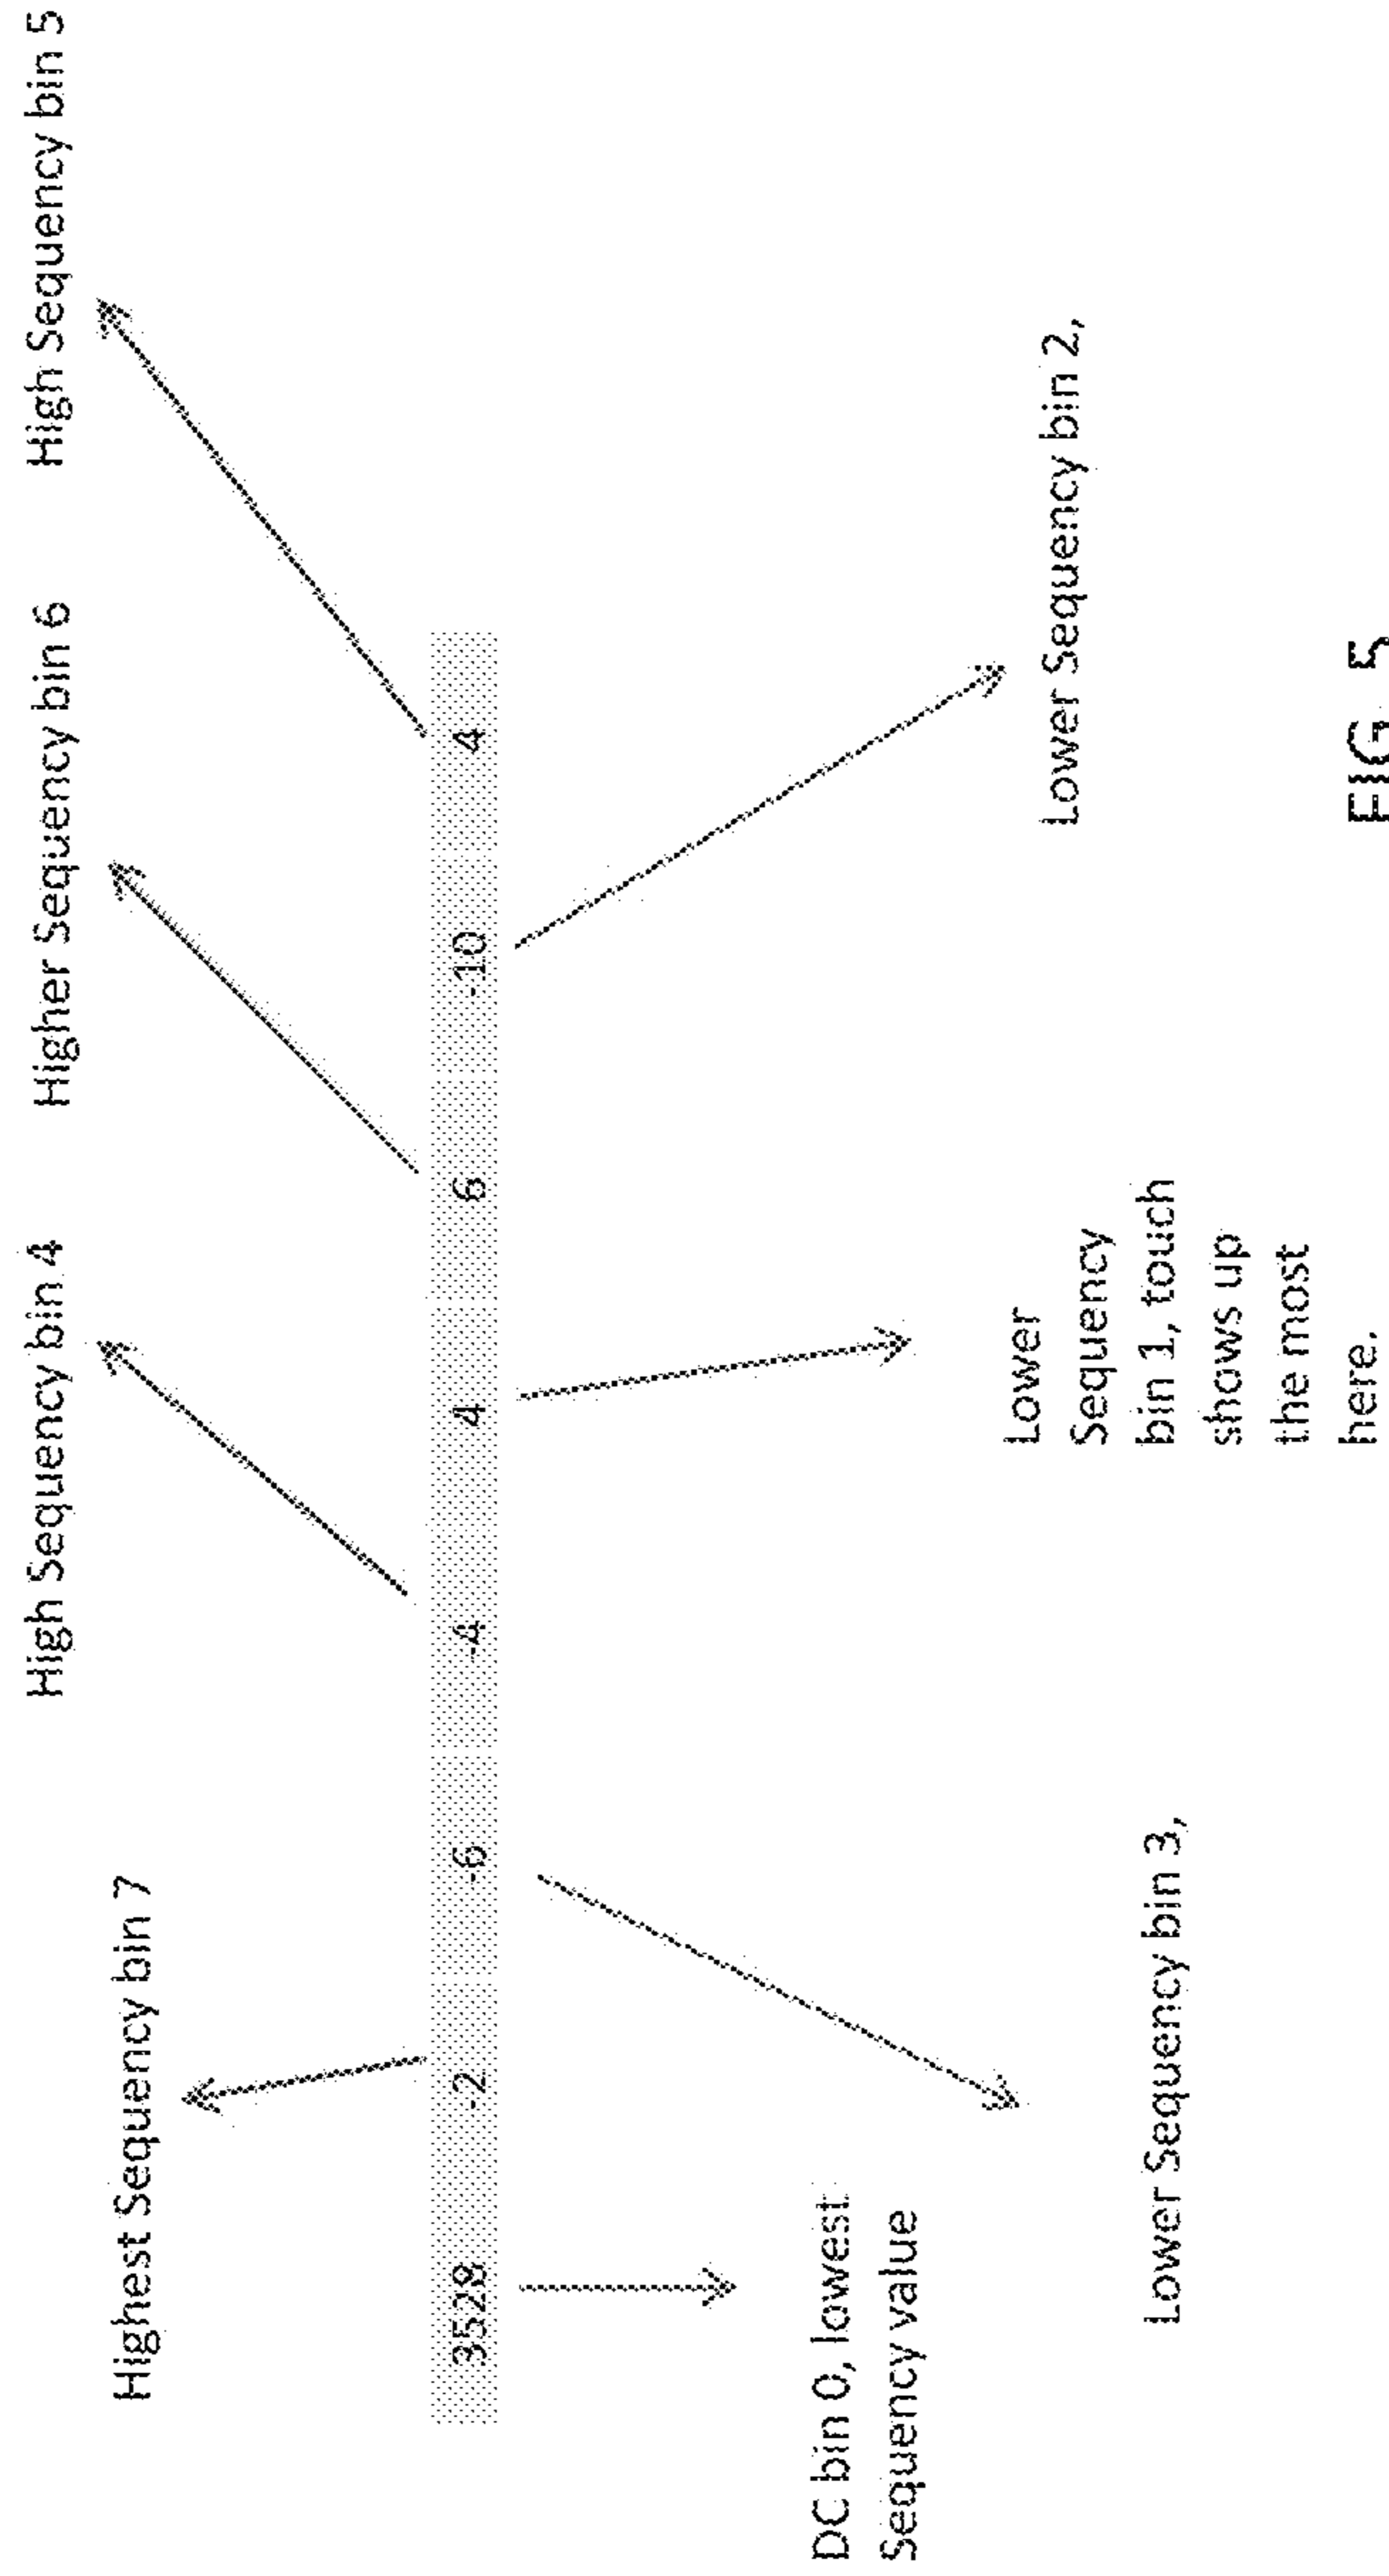 High Sequency bin 4
Higher Sequency bin 6
High Sequency bin 5
Highest Sequency bin 7
3528 -2 -6 -4 4 6 -10 4
DC bin 0, lowest
Sequency value
Lower
Sequency
bin 1, touch
shows up
the most
here.
Lower Sequency bin 2,
Lower Sequency bin 3,
FIG. 5